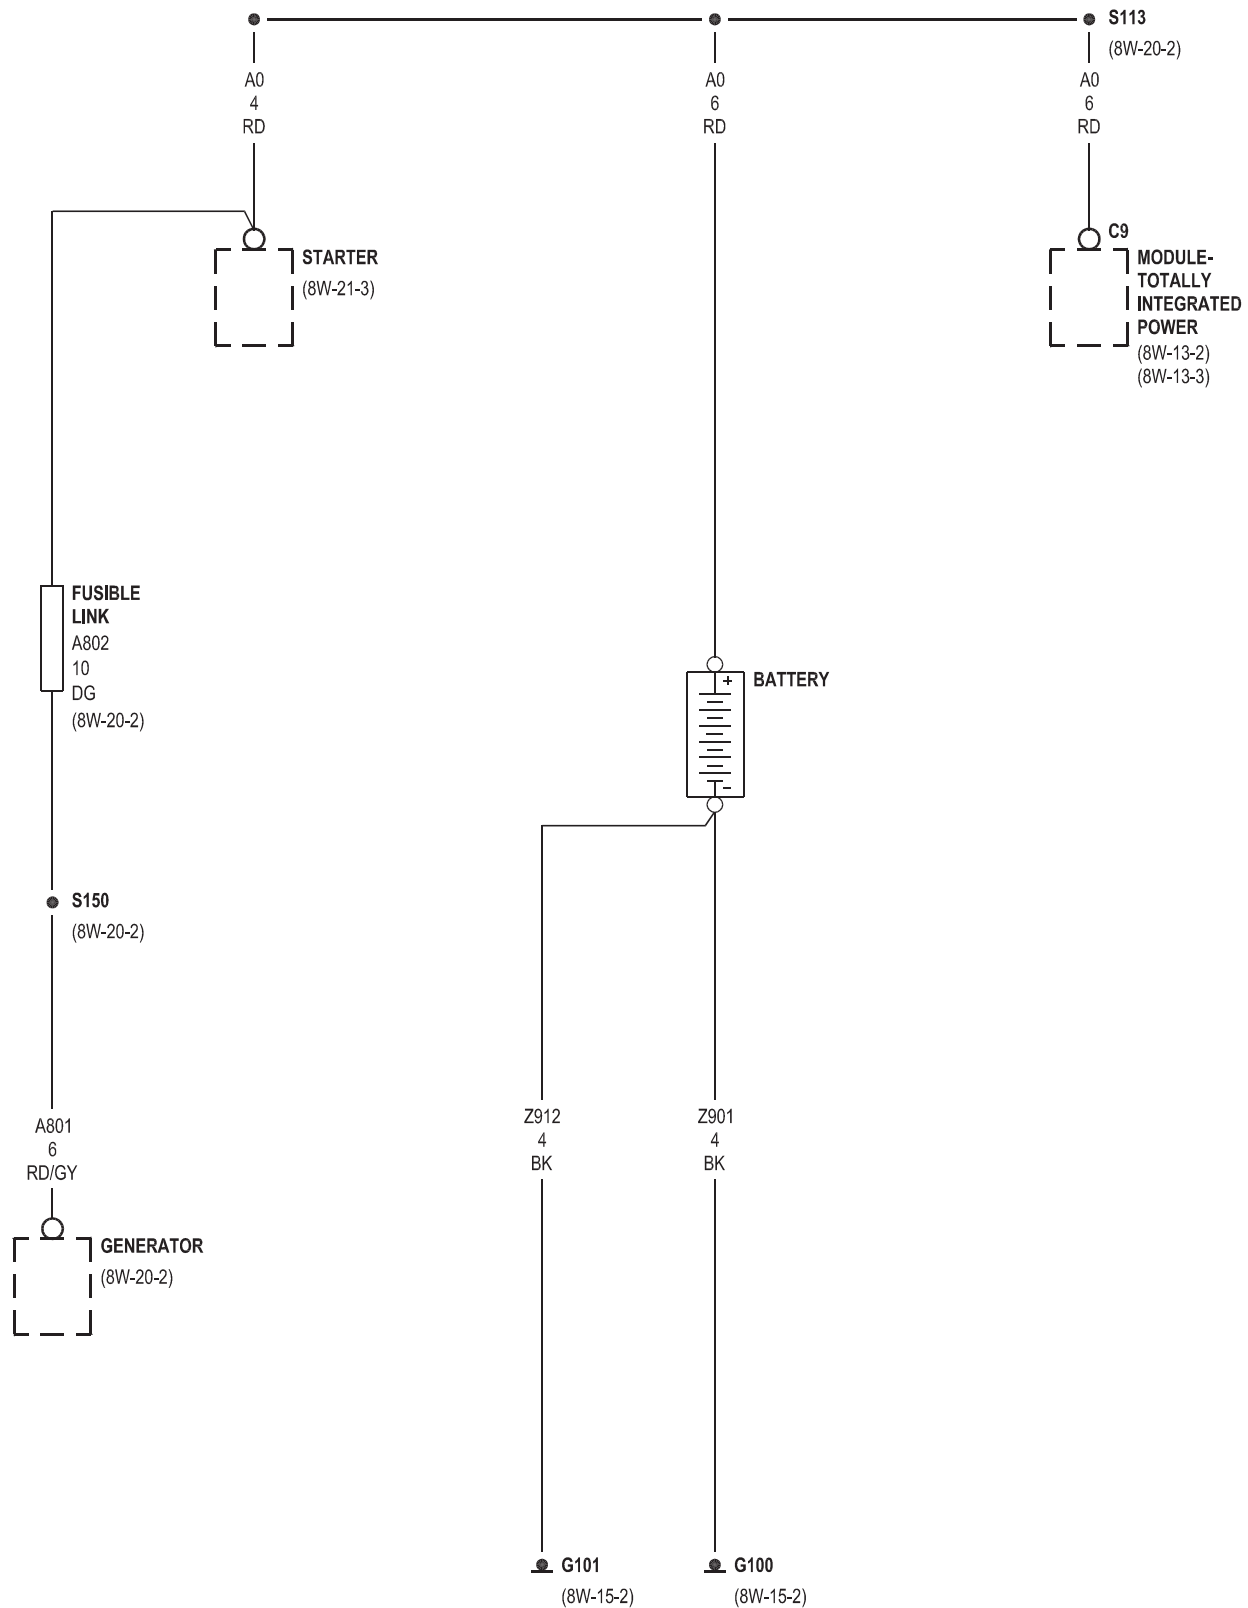 S113
(8W-20-2)
A0
4
RD
A0
6
RD
A0
6
RD
C9
STARTER
(8W-21-3)
MODULE-
TOTALLY
INTEGRATED
POWER
(8W-13-2)
(8W-13-3)
FUSIBLE
LINK
A802
10
DG
(8W-20-2)
+
BATTERY
-
S150
(8W-20-2)
A801
6
RD/GY
Z912
4
BK
Z901
4
BK
GENERATOR
(8W-20-2)
G101
(8W-15-2)
G100
(8W-15-2)